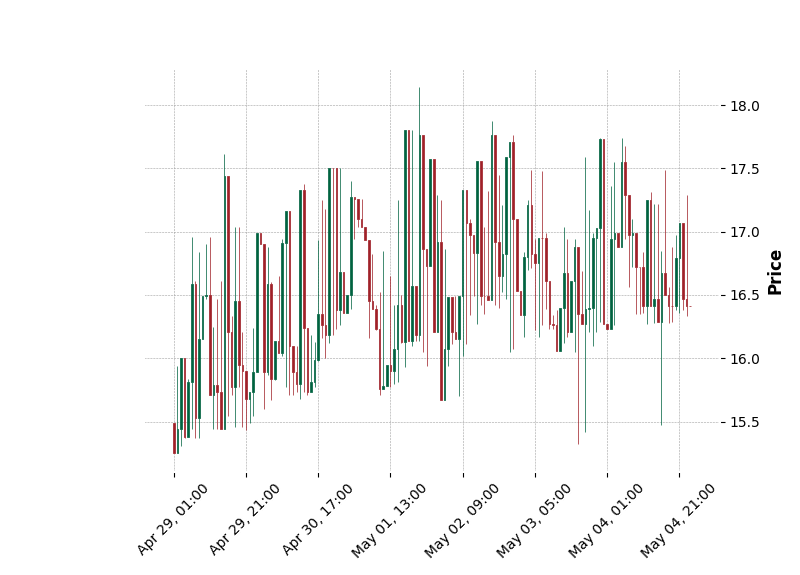 18.0
17.5
17.0
16.5
16.0
15.5
Price
Apr 29, 01:00
Apr 29, 21:00
Apr 30, 17:00
May 01, 13:00
May 02, 09:00
May 03, 05:00
May 04, 01:00
May 04, 21:00